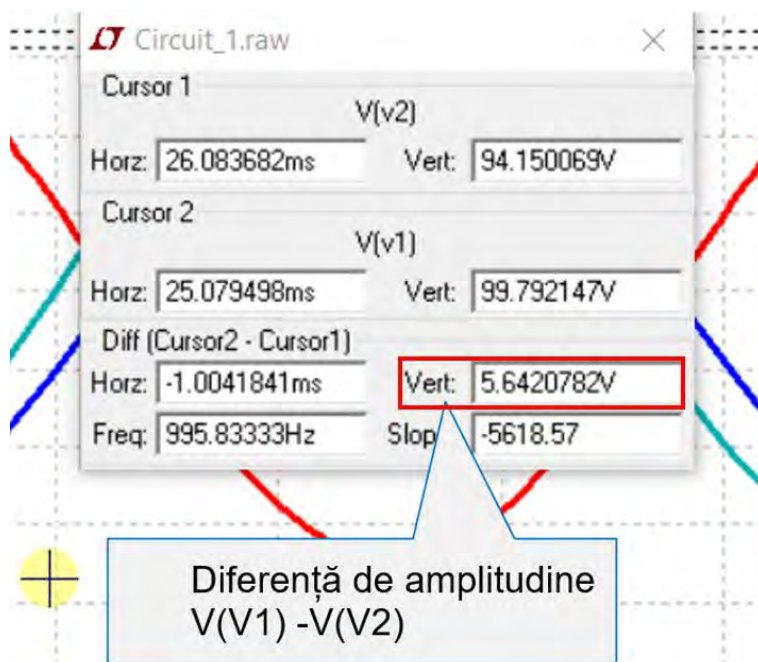 Circuit_1.raw
Cursor 1
V(v2)
Horz: 26.083682ms Vert: 94.150069V
Cursor 2
V(v1)
Horz: 25.079498ms Vert: 99.792147V
Diff (Cursor2 - Cursor1)
Horz: -1.0041841ms Vert: 5.6420782V
Freq: 995.83333Hz Slop -5618.57
Diferență de amplitudine
V(V1) -V(V2)